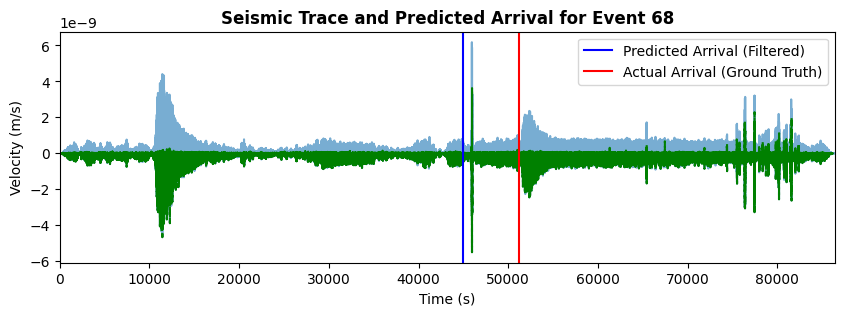 Seismic Trace and Predicted Arrival for Event 68
1e−9
6
4
2
0
−2
−4
−6
Velocity (m/s)
Predicted Arrival (Filtered)
Actual Arrival (Ground Truth)
0 10000 20000 30000 40000 50000 60000 70000 80000
Time (s)